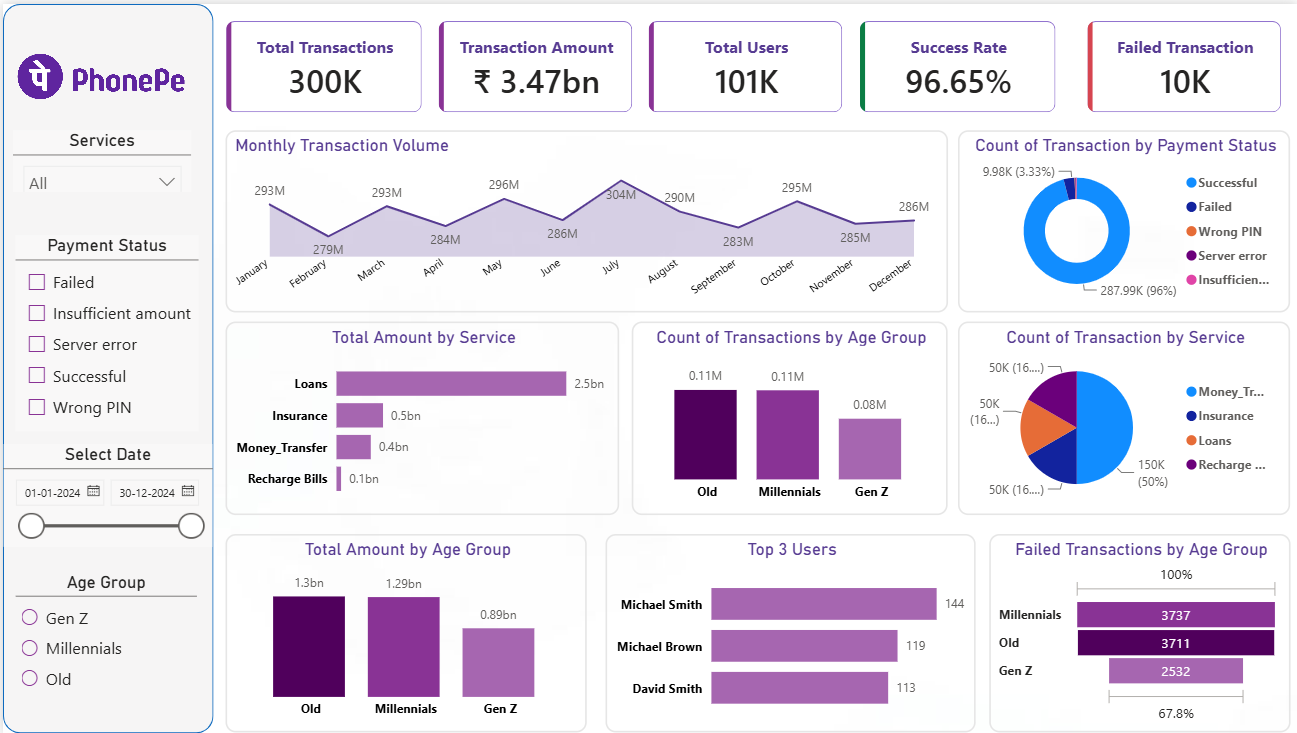 पे PhonePe
Services
All
Payment Status
Failed
Insufficient amount
Server error
Successful
Wrong PIN
Select Date
01-01-2024 30-12-2024
Age Group
Gen Z
Millennials
Old
Total Transactions
300K
Transaction Amount
₹ 3.47bn
Total Users
101K
Success Rate
96.65%
Failed Transaction
10K
Monthly Transaction Volume
293M 279M 293M 284M 296M 286M 304M 290M 283M 295M 285M 286M
January February March April May June July August September October November December
Count of Transaction by Payment Status
9.98K (3.33%)
287.99K (96%)
Successful
Failed
Wrong PIN
Server error
Insufficien...
Total Amount by Service
Loans 2.5bn
Insurance 0.5bn
Money_Transfer 0.4bn
Recharge Bills 0.1bn
Count of Transactions by Age Group
0.11M 0.11M 0.08M
Old Millennials Gen Z
Count of Transaction by Service
50K (16....)
50K
(16...)
50K (16....)
150K
(50%)
Money_Tr...
Insurance
Loans
Recharge ...
Total Amount by Age Group
1.3bn 1.29bn 0.89bn
Old Millennials Gen Z
Top 3 Users
Michael Smith 144
Michael Brown 119
David Smith 113
Failed Transactions by Age Group
100%
Millennials 3737
Old 3711
Gen Z 2532
67.8%